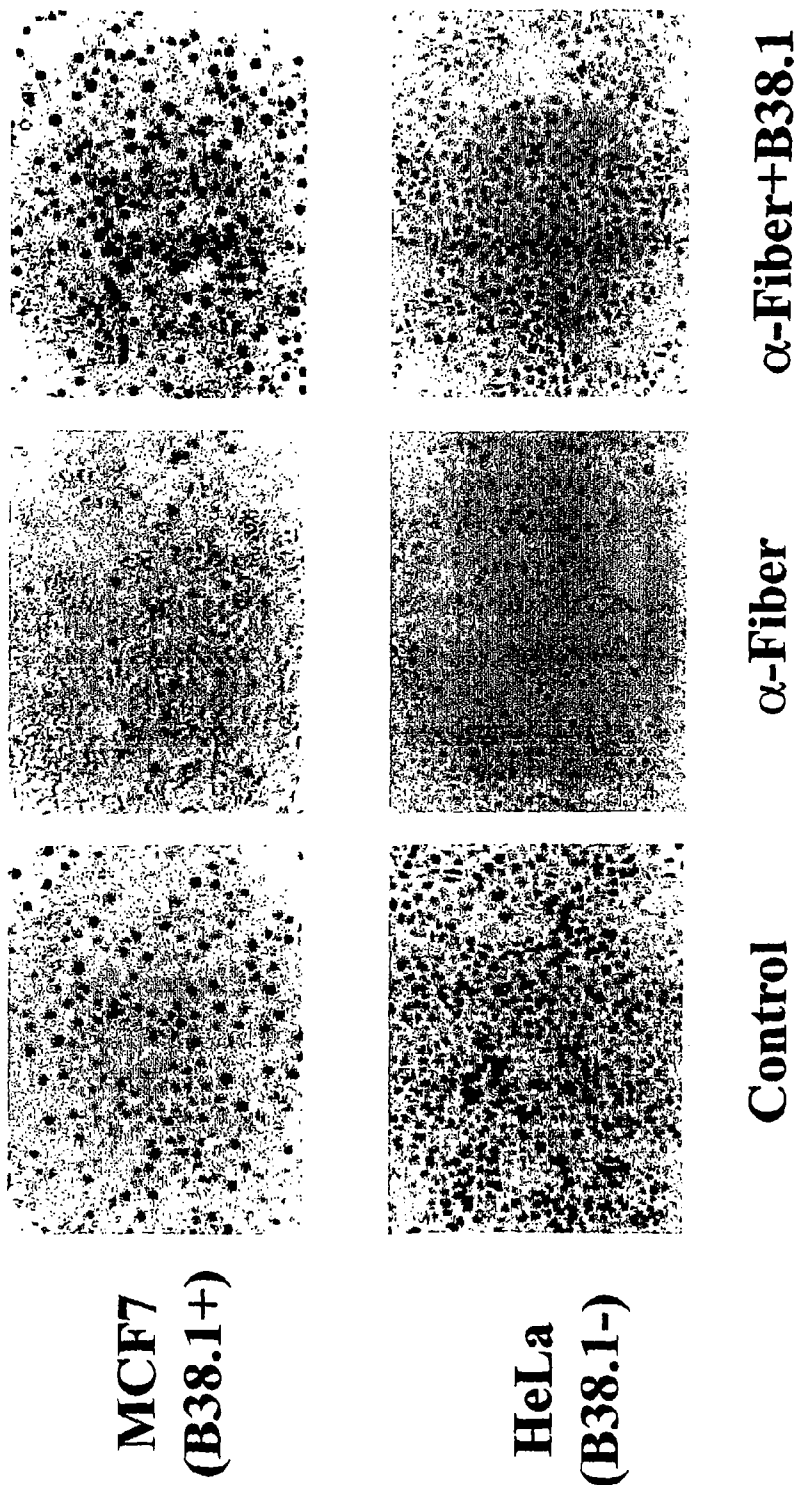 MCF7
(B38.1+)
HeLa
(B38.1-)
Control
α-Fiber
α-Fiber+B38.1